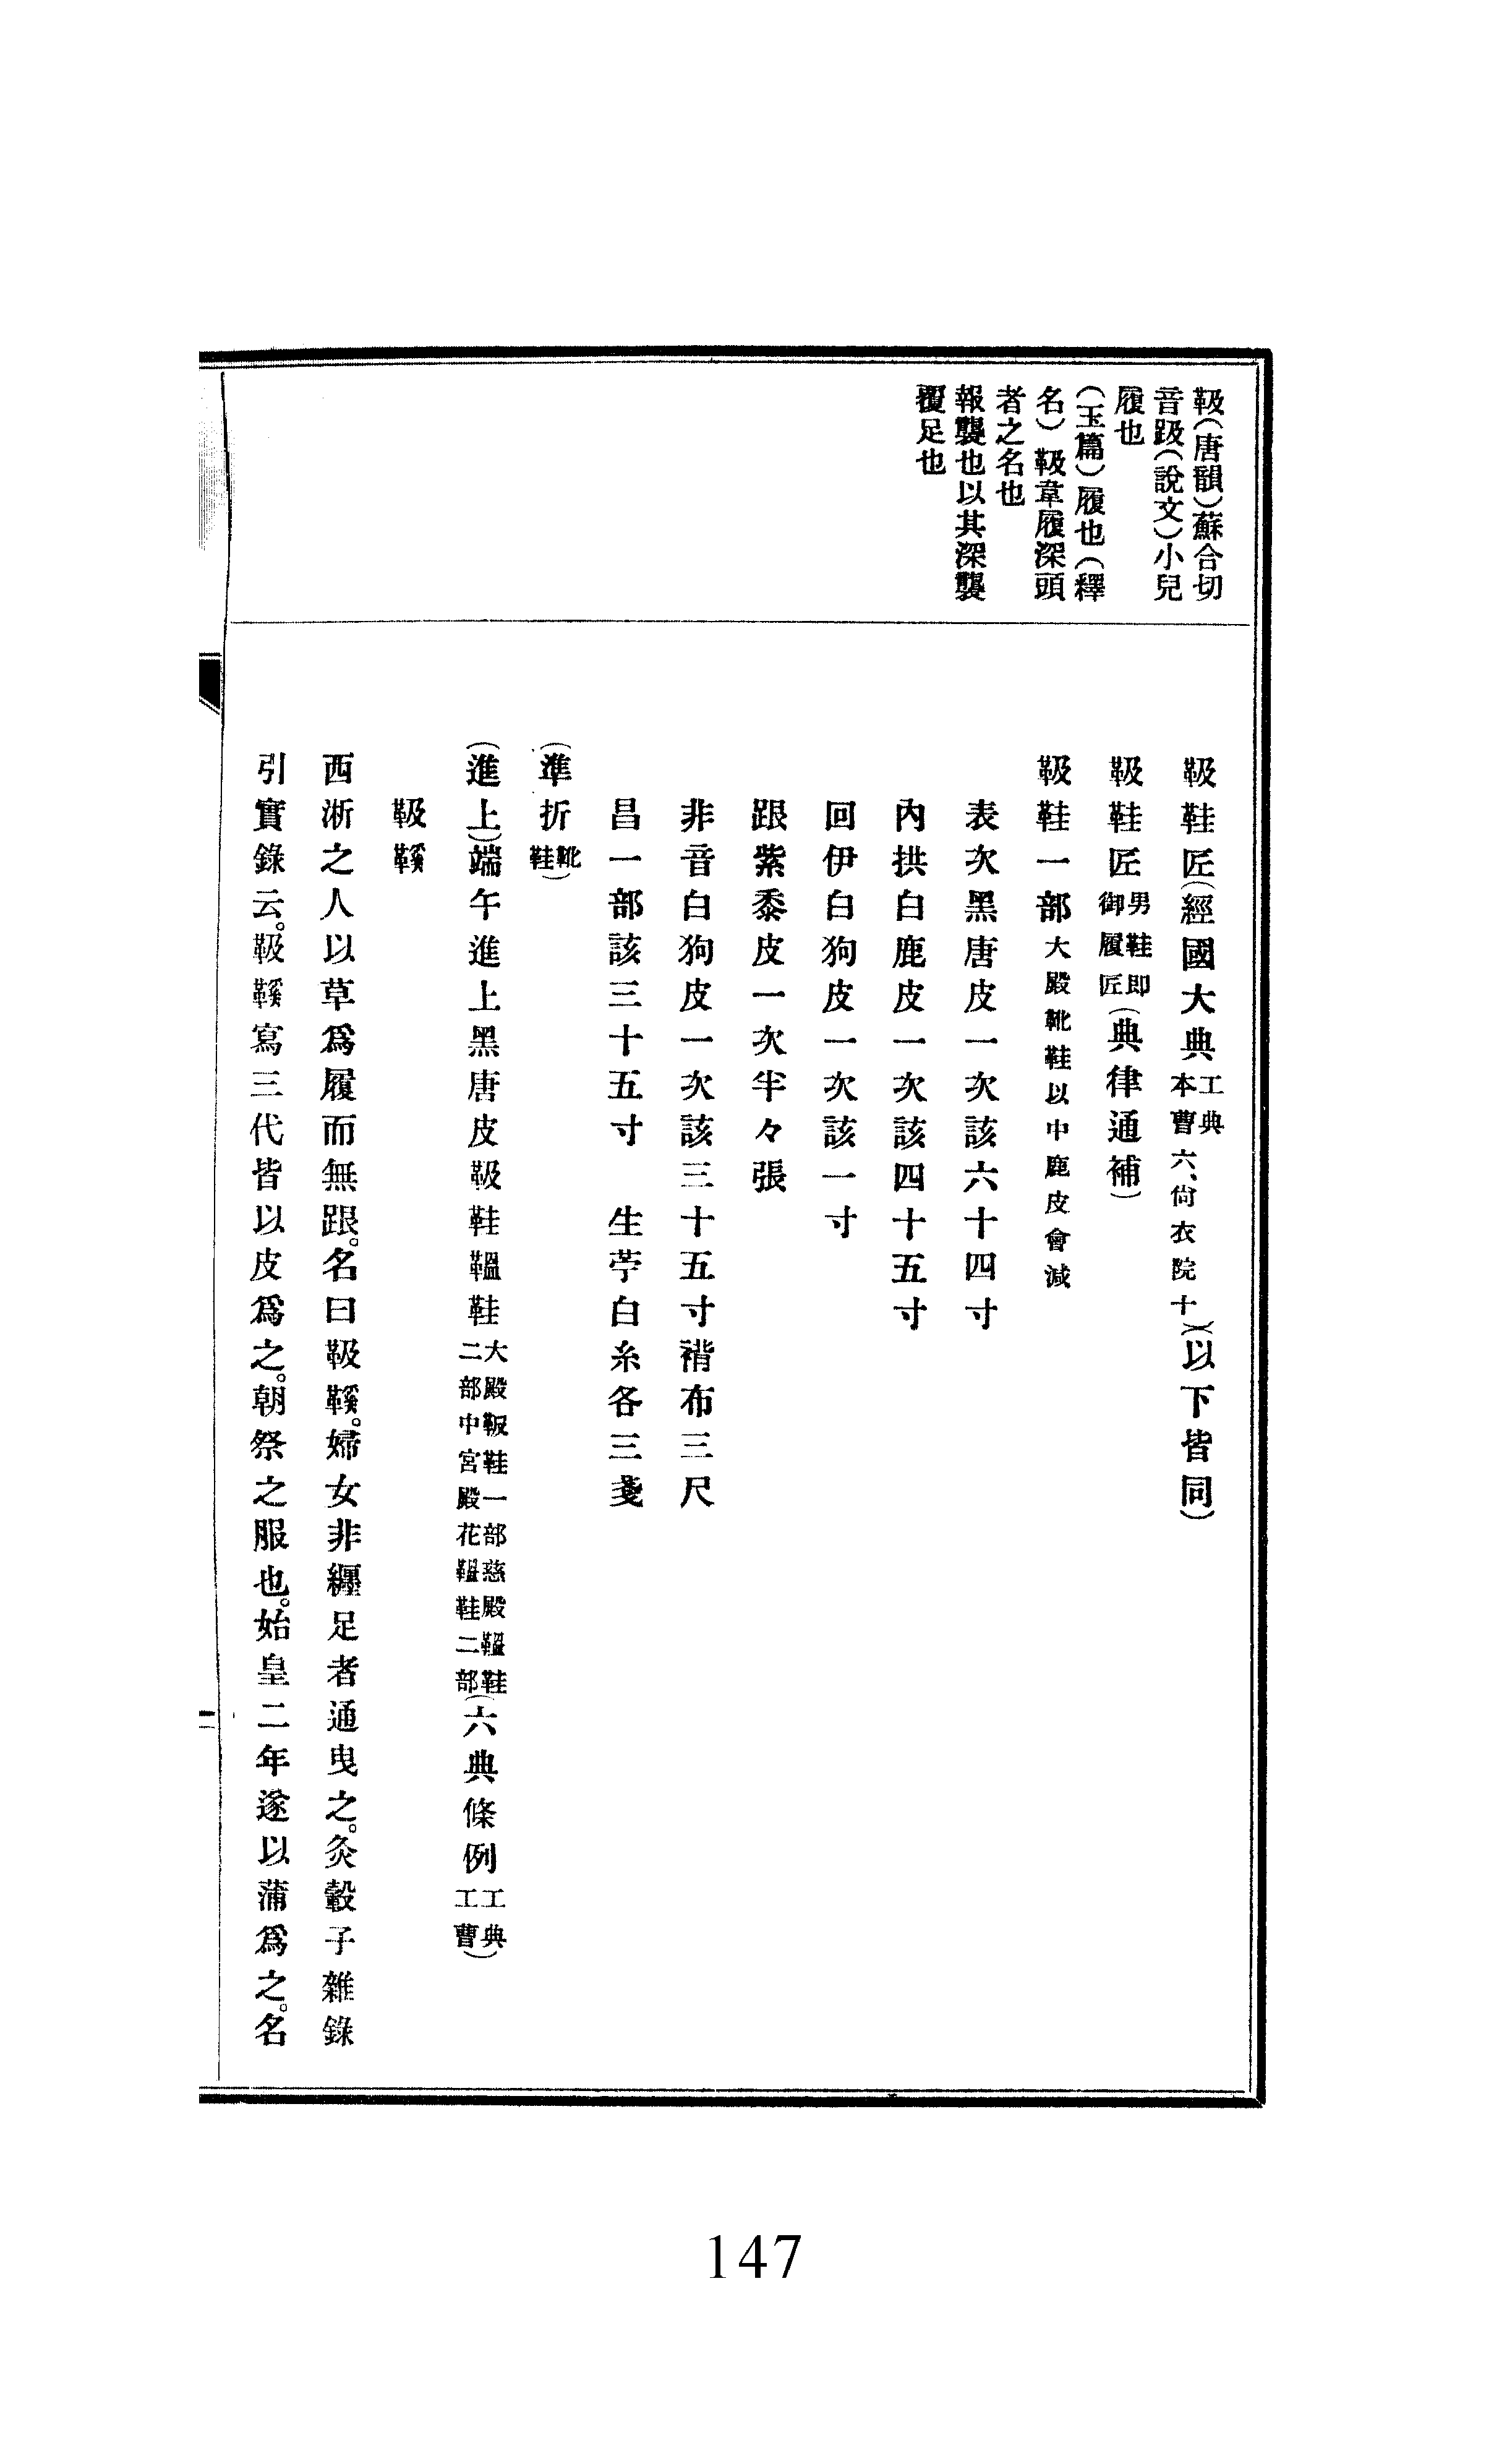 靸(唐韻)蘇合切
音趿(說文)小兒
履也
(玉篇)履也(釋
名)靸韋履深頭
者之名也
報襲也以其深襲
覆足也
靸鞋匠(經國大典工典本曹六、尙衣院十)(以下皆同)
靸鞋匠男鞋即御履匠(典律通補)
靸鞋一部大殿靴鞋以中鹿皮會減
表次黑唐皮一次該六十四寸
內拱白鹿皮一次該四十五寸
回伊白狗皮一次該一寸
跟紫黍皮一次半々張
非音白狗皮一次該三十五寸褙布三尺
昌一部該三十五寸　生苧白糸各三戔
(準折靴鞋)
(進上)端午進上黑唐皮靸鞋鞰鞋大殿靸鞋一部慈殿鞰鞋二部中宮殿花鞰鞋二部(六典條例工典工曹)
靸鞵
西浙之人以草爲履而無跟。名曰靸鞵。婦女非纒足者通曳之。灸轂子雜錄
引實錄云。靸鞵寫三代皆以皮爲之。朝祭之服也。始皇二年遂以蒲爲之。名
二
147